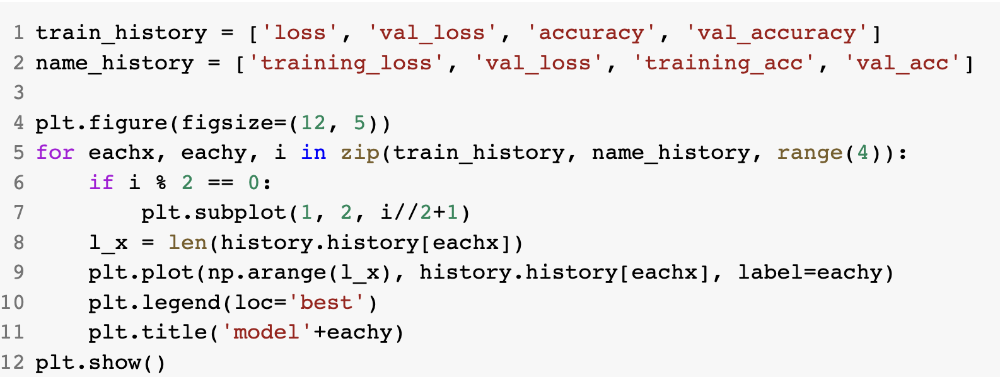 1 train_history = ['loss', 'val_loss', 'accuracy', 'val_accuracy']
2 name_history = ['training_loss', 'val_loss', 'training_acc', 'val_acc']
3
4 plt.figure(figsize=(12, 5))
5 for eachx, eachy, i in zip(train_history, name_history, range(4)):
6     if i % 2 == 0:
7         plt.subplot(1, 2, i//2+1)
8     l_x = len(history.history[eachx])
9     plt.plot(np.arange(l_x), history.history[eachx], label=eachy)
10     plt.legend(loc='best')
11     plt.title('model'+eachy)
12 plt.show()